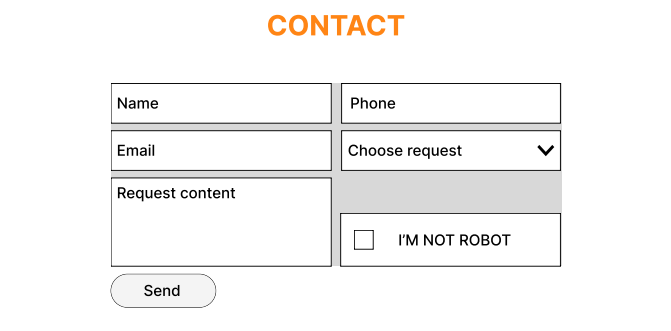 CONTACT
Name
Phone
Email
Choose request
Request content
I'M NOT ROBOT
Send